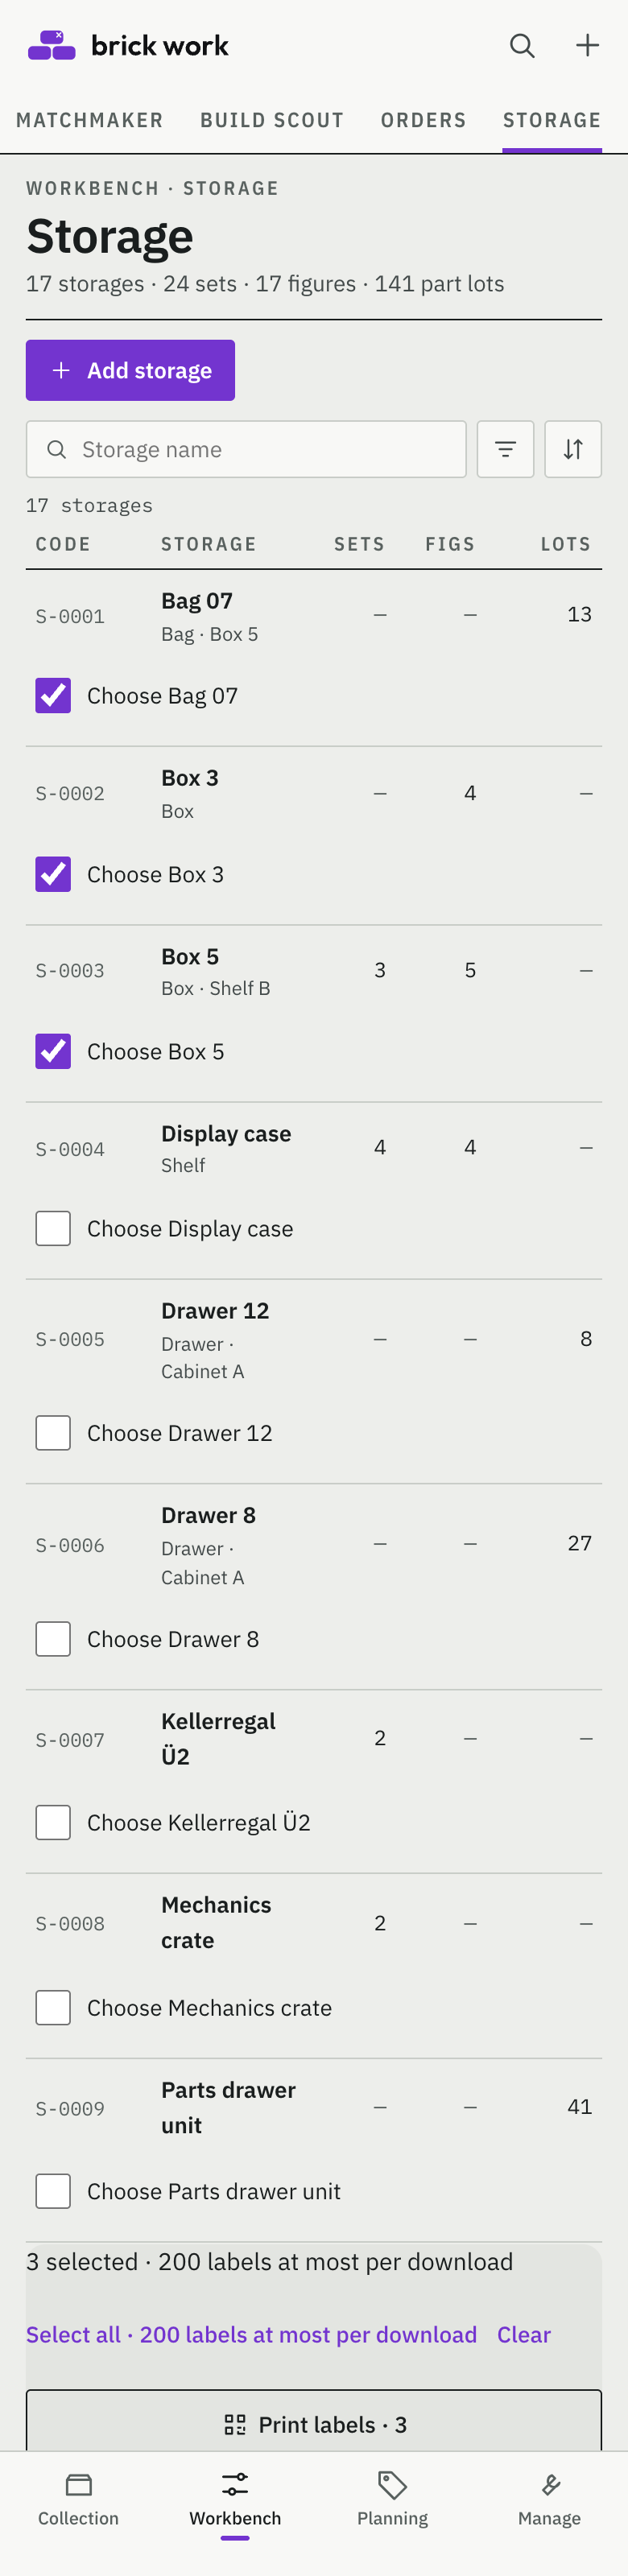 brick work
MATCHMAKER BUILD SCOUT ORDERS STORAGE
WORKBENCH · STORAGE
Storage
17 storages · 24 sets · 17 figures · 141 part lots
+ Add storage
Storage name
17 storages
CODE STORAGE SETS FIGS LOTS
S-0001 Bag 07 – – 13
Bag · Box 5
Choose Bag 07
S-0002 Box 3 – 4 –
Box
Choose Box 3
S-0003 Box 5 3 5 –
Box · Shelf B
Choose Box 5
S-0004 Display case 4 4 –
Shelf
Choose Display case
S-0005 Drawer 12 – – 8
Drawer ·
Cabinet A
Choose Drawer 12
S-0006 Drawer 8 – – 27
Drawer ·
Cabinet A
Choose Drawer 8
S-0007 Kellerregal 2 – –
Ü2
Choose Kellerregal Ü2
S-0008 Mechanics 2 – –
crate
Choose Mechanics crate
S-0009 Parts drawer – – 41
unit
Choose Parts drawer unit
3 selected · 200 labels at most per download
Select all · 200 labels at most per download Clear
Print labels · 3
Collection Workbench Planning Manage